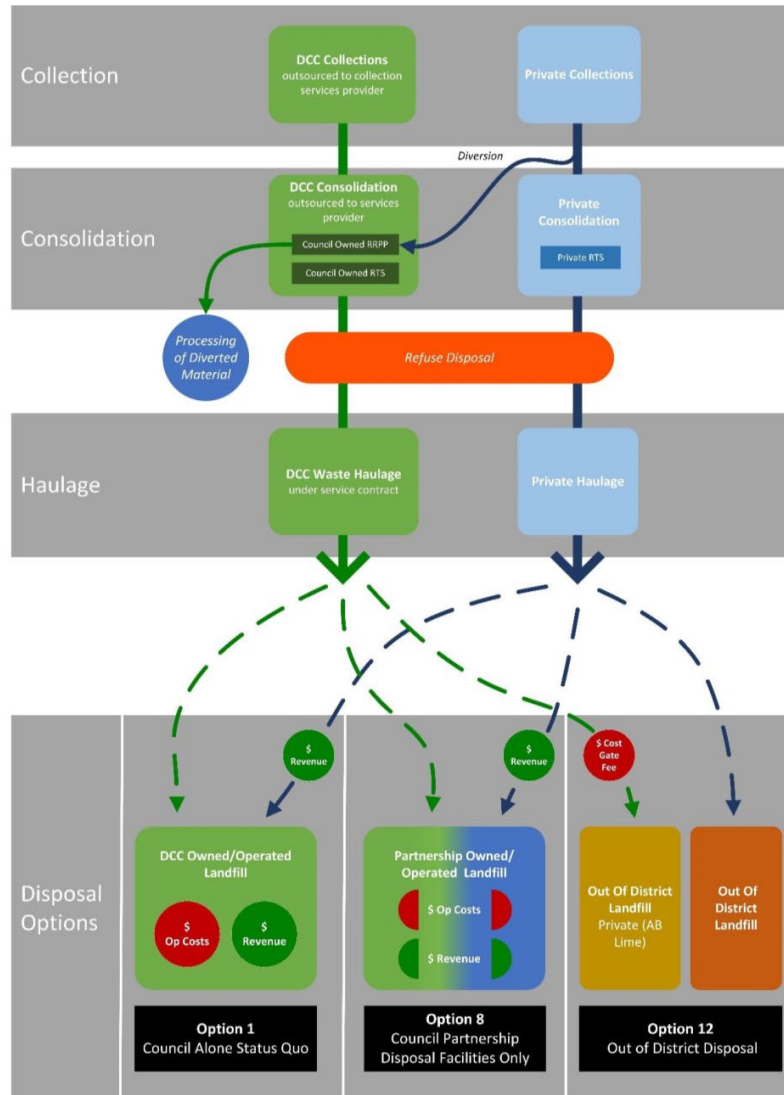 Collection
DCC Collections
outsourced to collection
services provider
Private Collections
Diversion
Consolidation
DCC Consolidation
outsourced to services
provider
Council Owned RRPP
Council Owned RTS
Private
Consolidation
Private RTS
Processing
of Diverted
Material
Refuse Disposal
Haulage
DCC Waste Haulage
under service contract
Private Haulage
$
Revenue
$
Revenue
$ Cost
Gate
Fee
Disposal
Options
DCC Owned/Operated
Landfill
$
Op Costs
$
Revenue
Partnership Owned/
Operated Landfill
$ Op Costs
$ Revenue
Out Of District
Landfill
Private (AB
Lime)
Out Of
District
Landfill
Option 1
Council Alone Status Quo
Option 8
Council Partnership
Disposal Facilities Only
Option 12
Out of District Disposal